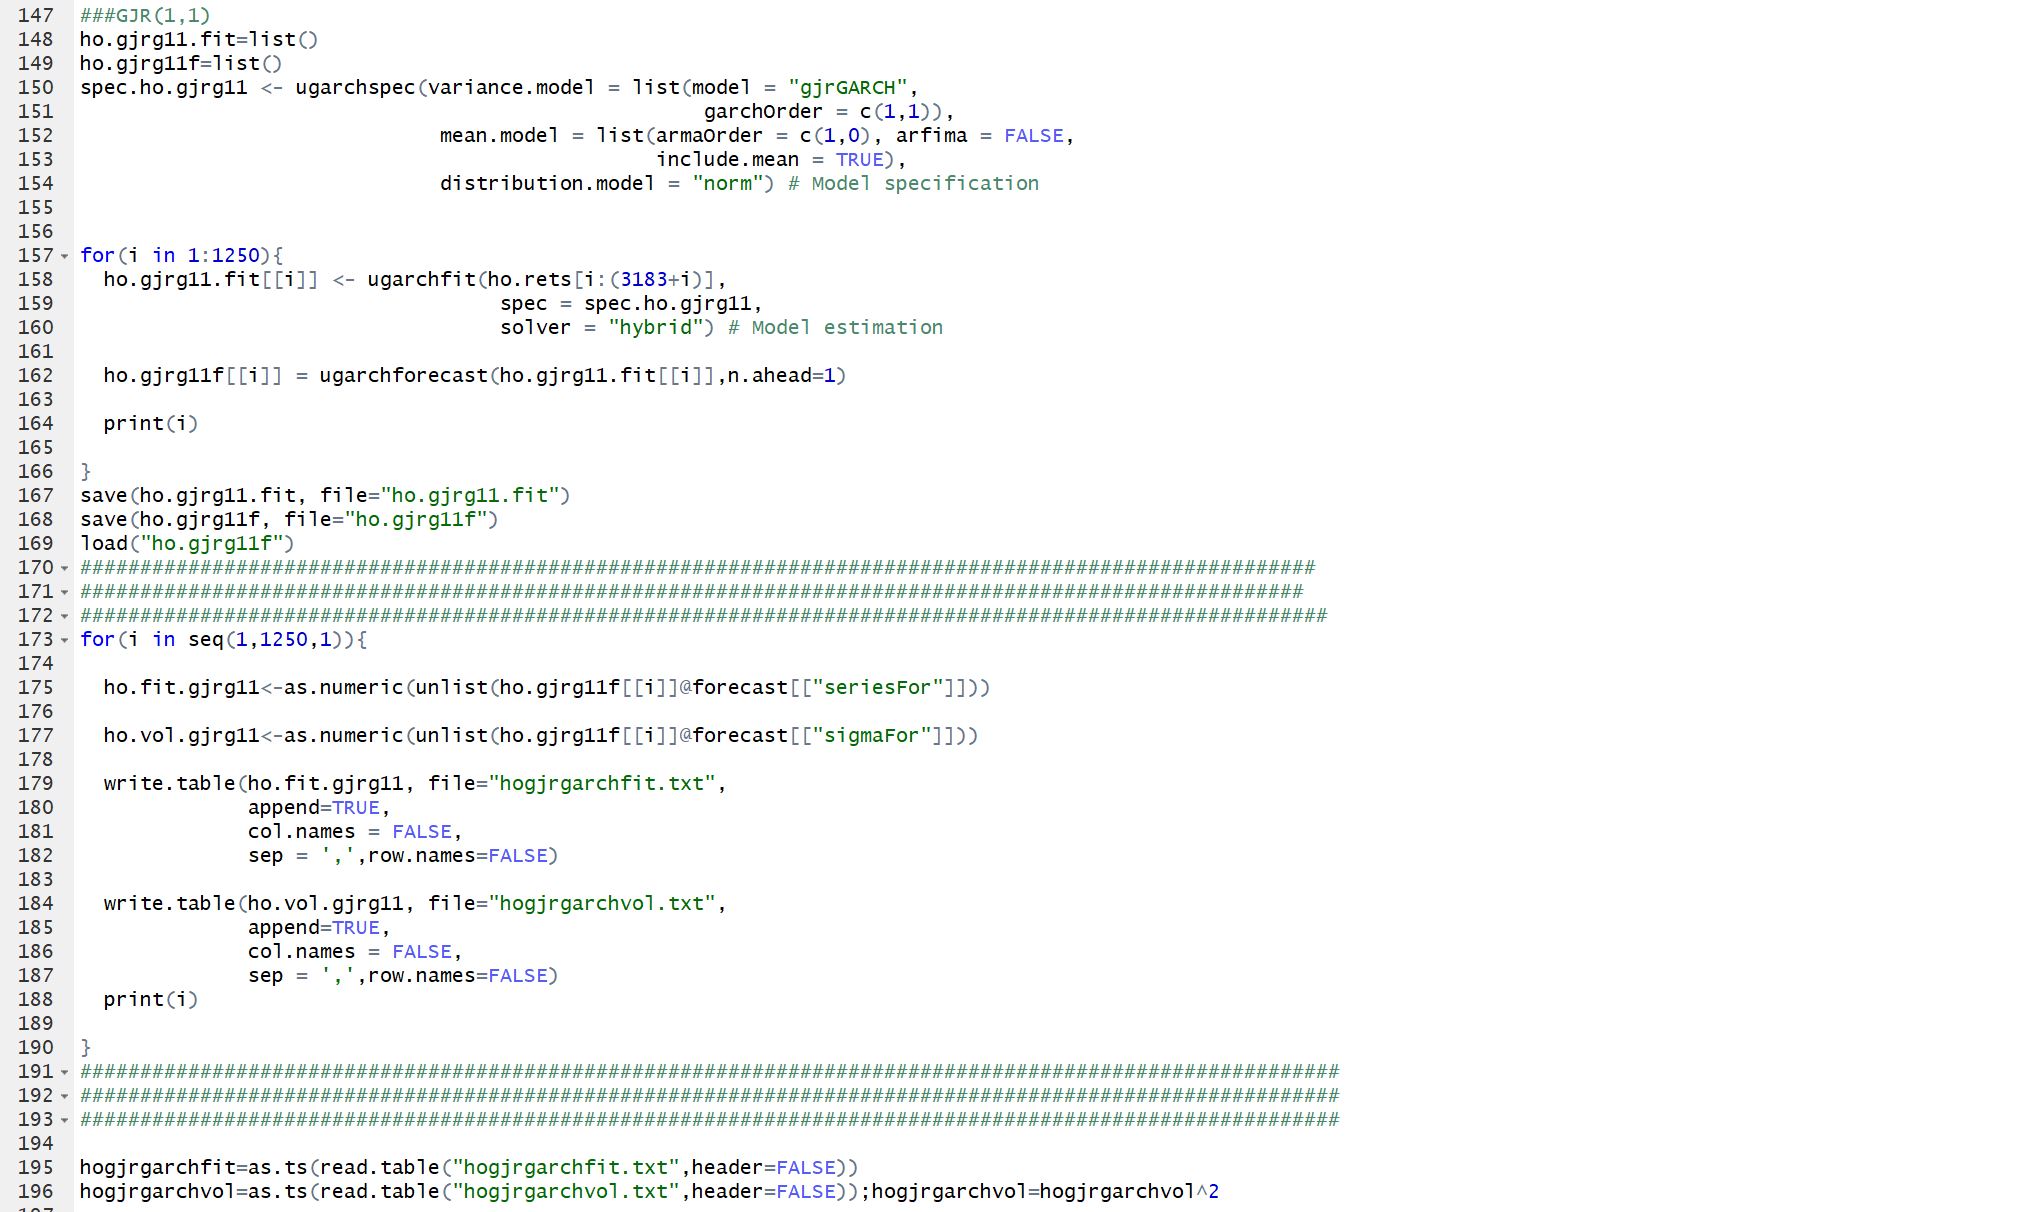 147 ###GJR(1,1)
148 ho.gjrg11.fit=list()
149 ho.gjrg11f=list()
150 spec.ho.gjrg11 <- ugarchspec(variance.model = list(model = "gjrGARCH",
151 garchOrder = c(1,1)),
152 mean.model = list(armaOrder = c(1,0), arfima = FALSE,
153 include.mean = TRUE),
154 distribution.model = "norm") # Model specification
155
156
157 for(i in 1:1250){
158 ho.gjrg11.fit[[i]] <- ugarchfit(ho.rets[i:(3183+i)],
159 spec = spec.ho.gjrg11,
160 solver = "hybrid") # Model estimation
161
162 ho.gjrg11f[[i]] = ugarchforecast(ho.gjrg11.fit[[i]],n.ahead=1)
163
164 print(i)
165
166 }
167 save(ho.gjrg11.fit, file="ho.gjrg11.fit")
168 save(ho.gjrg11f, file="ho.gjrg11f")
169 load("ho.gjrg11f")
170 #######################################################################################################
171 ######################################################################################################
172 ########################################################################################################
173 for(i in seq(1,1250,1)){
174
175 ho.fit.gjrg11<-as.numeric(unlist(ho.gjrg11f[[i]]@forecast[["seriesFor"]]))
176
177 ho.vol.gjrg11<-as.numeric(unlist(ho.gjrg11f[[i]]@forecast[["sigmaFor"]]))
178
179 write.table(ho.fit.gjrg11, file="hogjrgarchfit.txt",
180 append=TRUE,
181 col.names = FALSE,
182 sep = ',',row.names=FALSE)
183
184 write.table(ho.vol.gjrg11, file="hogjrgarchvol.txt",
185 append=TRUE,
186 col.names = FALSE,
187 sep = ',',row.names=FALSE)
188 print(i)
189
190 }
191 #########################################################################################################
192 #########################################################################################################
193 #########################################################################################################
194
195 hogjrgarchfit=as.ts(read.table("hogjrgarchfit.txt",header=FALSE))
196 hogjrgarchvol=as.ts(read.table("hogjrgarchvol.txt",header=FALSE));hogjrgarchvol=hogjrgarchvol^2